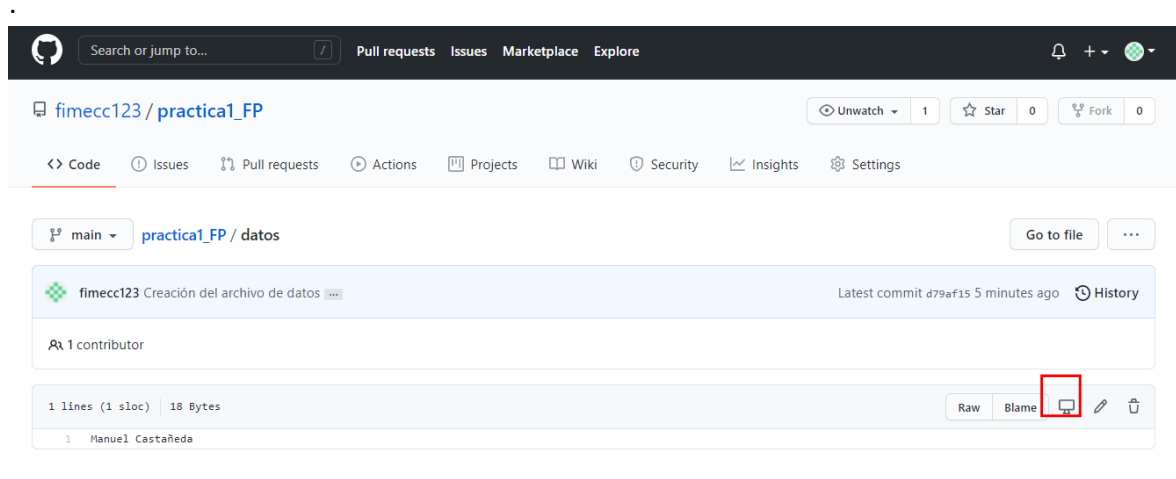 .
Search or jump to... / Pull requests Issues Marketplace Explore
fimecc123 / practica1_FP Unwatch 1 Star 0 Fork 0
Code Issues Pull requests Actions Projects Wiki Security Insights Settings
main practica1_FP / datos Go to file ...
fimecc123 Creación del archivo de datos ... Latest commit d79af15 5 minutes ago History
1 contributor
1 lines (1 sloc) 18 Bytes Raw Blame
1 Manuel Castañeda